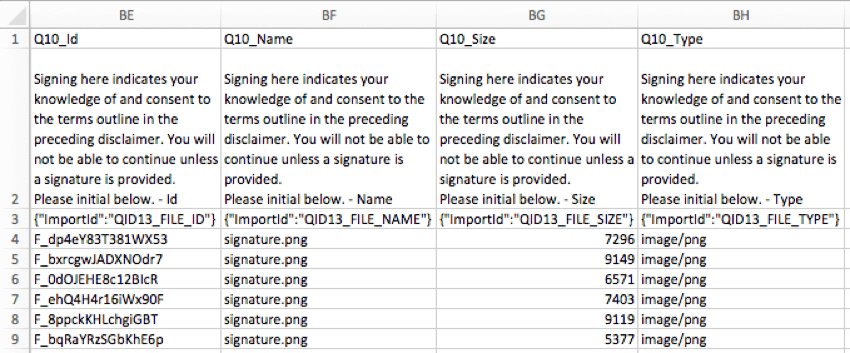 BE BF BG BH
1 Q10_Id Q10_Name Q10_Size Q10_Type
Signing here indicates your Signing here indicates your Signing here indicates your Signing here indicates your
knowledge of and consent to knowledge of and consent to the knowledge of and consent to knowledge of and consent to the
the terms outline in the terms outline in the preceding the terms outline in the terms outline in the preceding
preceding disclaimer. You will disclaimer. You will not be able to preceding disclaimer. You will disclaimer. You will not be able
not be able to continue unless continue unless a signature is not be able to continue unless a to continue unless a signature is
a signature is provided. provided. signature is provided. provided.
2 Please initial below. - Id Please initial below. - Name Please initial below. - Size Please initial below. - Type
3 {"ImportId":"QID13_FILE_ID"} {"ImportId":"QID13_FILE_NAME"} {"ImportId":"QID13_FILE_SIZE"} {"ImportId":"QID13_FILE_TYPE"}
4 F_dp4eY83T381WX53 signature.png 7296 image/png
5 F_bxrcgwJADXNOdr7 signature.png 9149 image/png
6 F_0dOJEHE8c12BIcR signature.png 6571 image/png
7 F_ehQ4H4r16iWx90F signature.png 7403 image/png
8 F_8ppckKHLchgiGBT signature.png 9119 image/png
9 F_bqRaYRzSGbKhE6p signature.png 5377 image/png